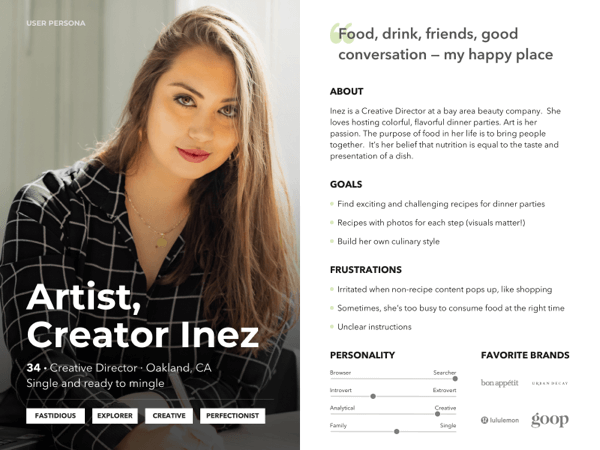 USER PERSONA
Artist,
Creator Inez
34 • Creative Director · Oakland, CA
Single and ready to mingle
FASTIDIOUS
EXPLORER
CREATIVE
PERFECTIONIST
“Food, drink, friends, good
conversation – my happy place
ABOUT
Inez is a Creative Director at a bay area beauty company. She
loves hosting colorful, flavorful dinner parties. Art is her
passion. The purpose of food in her life is to bring people
together. It's her belief that nutrition is equal to the taste and
presentation of a dish.
GOALS
Find exciting and challenging recipes for dinner parties
Recipes with photos for each step (visuals matter!)
Build her own culinary style
FRUSTRATIONS
Irritated when non-recipe content pops up, like shopping
Sometimes, she's too busy to consume food at the right time
Unclear instructions
PERSONALITY
Browser Searcher
Introvert Extrovert
Analytical Creative
Family Single
FAVORITE BRANDS
bon appétit
URBAN DECAY
lululemon
goop